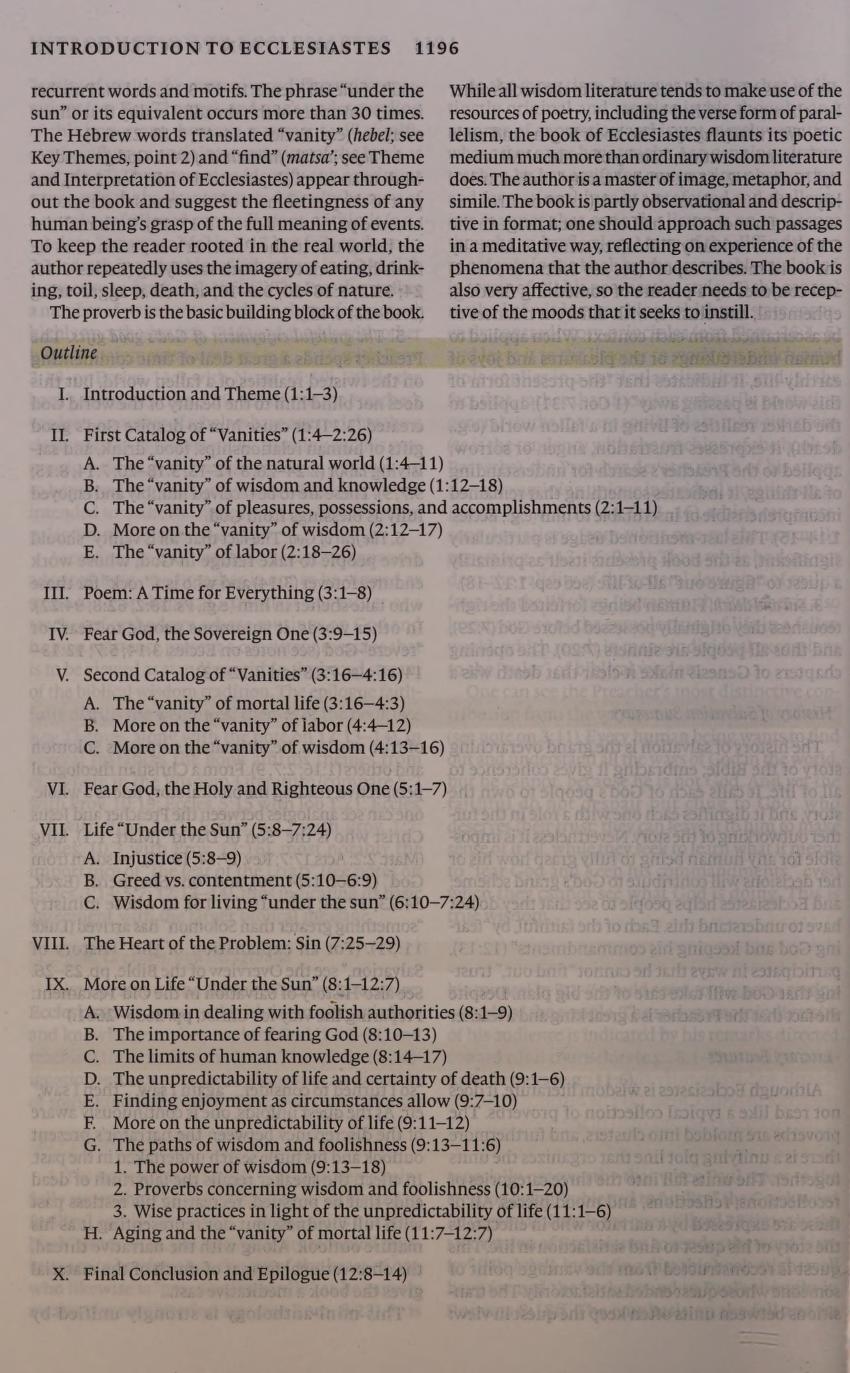 INTRODUCTION TO ECCLESIASTES 1196
recurrent words and motifs. The phrase “under the
sun” or its equivalent occurs more than 30 times.
The Hebrew words translated “vanity” (hebel; see
Key Themes, point 2) and “find” (matsa’; see Theme
and Interpretation of Ecclesiastes) appear through-
out the book and suggest the fleetingness of any
human being’s grasp of the full meaning of events.
To keep the reader rooted in the real world, the
author repeatedly uses the imagery of eating, drink-
ing, toil, sleep, death, and the cycles of nature.
The proverb is the basic building block of the book.
While all wisdom literature tends to make use of the
resources of poetry, including the verse form of paral-
lelism, the book of Ecclesiastes flaunts its poetic
medium much more than ordinary wisdom literature
does. The author is a master of image, metaphor, and
simile. The book is partly observational and descrip-
tive in format; one should approach such passages
in a meditative way, reflecting on experience of the
phenomena that the author describes. The book is
also very affective, so the reader needs to be recep-
tive of the moods that it seeks to instill.
Outline
I. Introduction and Theme (1:1–3)
II. First Catalog of “Vanities” (1:4–2:26)
A. The “vanity” of the natural world (1:4–11)
B. The “vanity” of wisdom and knowledge (1:12–18)
C. The “vanity” of pleasures, possessions, and accomplishments (2:1–11)
D. More on the “vanity” of wisdom (2:12–17)
E. The “vanity” of labor (2:18–26)
III. Poem: A Time for Everything (3:1–8)
IV. Fear God, the Sovereign One (3:9–15)
V. Second Catalog of “Vanities” (3:16–4:16)
A. The “vanity” of mortal life (3:16–4:3)
B. More on the “vanity” of labor (4:4–12)
C. More on the “vanity” of wisdom (4:13–16)
VI. Fear God, the Holy and Righteous One (5:1–7)
VII. Life “Under the Sun” (5:8–7:24)
A. Injustice (5:8–9)
B. Greed vs. contentment (5:10–6:9)
C. Wisdom for living “under the sun” (6:10–7:24)
VIII. The Heart of the Problem: Sin (7:25–29)
IX. More on Life “Under the Sun” (8:1–12:7)
A. Wisdom in dealing with foolish authorities (8:1–9)
B. The importance of fearing God (8:10–13)
C. The limits of human knowledge (8:14–17)
D. The unpredictability of life and certainty of death (9:1–6)
E. Finding enjoyment as circumstances allow (9:7–10)
F. More on the unpredictability of life (9:11–12)
G. The paths of wisdom and foolishness (9:13–11:6)
1. The power of wisdom (9:13–18)
2. Proverbs concerning wisdom and foolishness (10:1–20)
3. Wise practices in light of the unpredictability of life (11:1–6)
H. Aging and the “vanity” of mortal life (11:7–12:7)
X. Final Conclusion and Epilogue (12:8–14)